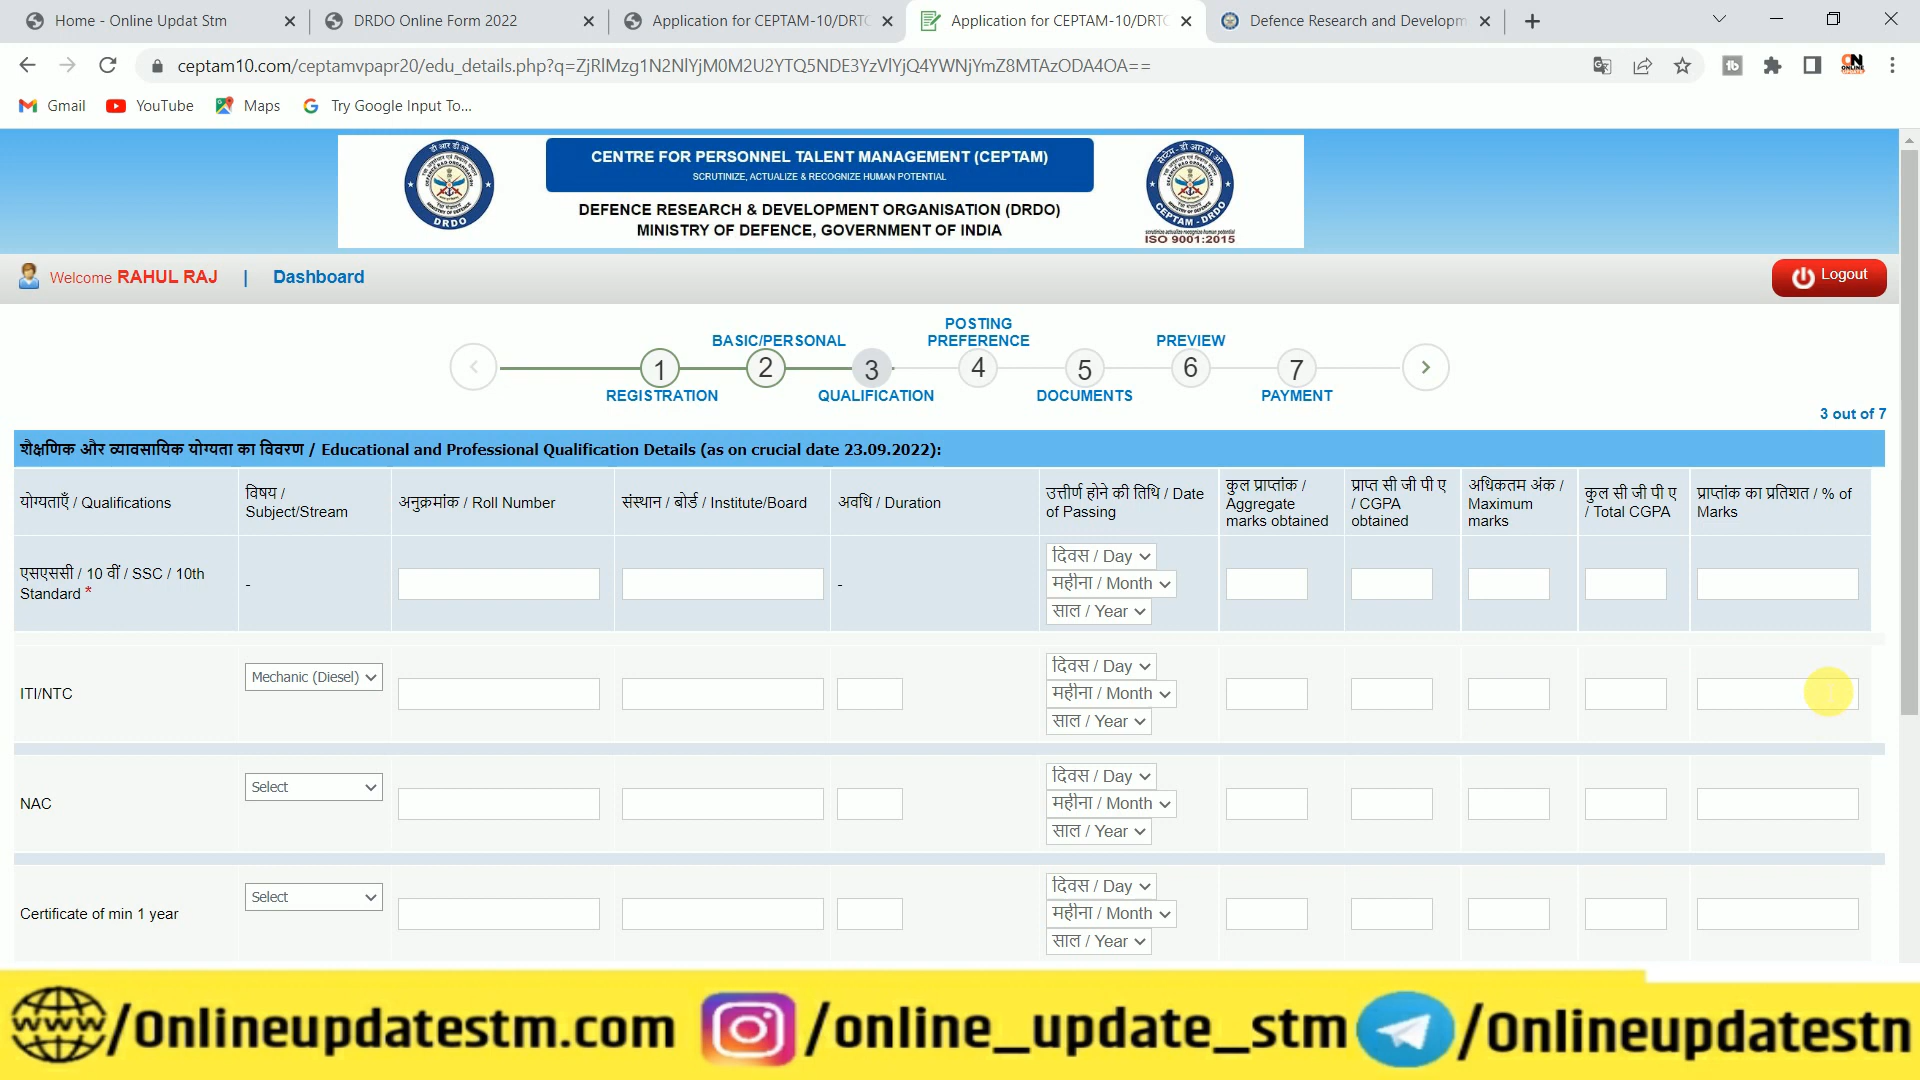 Home - Online Updat Stm
DRDO Online Form 2022
Application for CEPTAM-10/DRTC
Application for CEPTAM-10/DRTC
Defence Research and Developm
ceptam10.com/ceptamvpapr20/edu_details.php?q=ZjRlMzg1N2NlYjM0M2U2YTQ5NDE3YzVlYjQ4YWNjYmZ8MTAzODA4OA==
Gmail
YouTube
Maps
Try Google Input To...
CENTRE FOR PERSONNEL TALENT MANAGEMENT (CEPTAM)
SCRUTINIZE, ACTUALIZE & RECOGNIZE HUMAN POTENTIAL
DEFENCE RESEARCH & DEVELOPMENT ORGANISATION (DRDO)
MINISTRY OF DEFENCE, GOVERNMENT OF INDIA
डी आर डी ओ
DRDO
CEPTAM - DRDO
ISO 9001:2015
Welcome RAHUL RAJ | Dashboard
Logout
1 REGISTRATION
2 BASIC/PERSONAL
3 QUALIFICATION
4 POSTING PREFERENCE
5 DOCUMENTS
6 PREVIEW
7 PAYMENT
3 out of 7
शैक्षणिक और व्यावसायिक योग्यता का विवरण / Educational and Professional Qualification Details (as on crucial date 23.09.2022):
योग्यताएँ / Qualifications
विषय / Subject/Stream
अनुक्रमांक / Roll Number
संस्थान / बोर्ड / Institute/Board
अवधि / Duration
उत्तीर्ण होने की तिथि / Date of Passing
कुल प्राप्तांक / Aggregate marks obtained
प्राप्त सी जी पी ए / CGPA obtained
अधिकतम अंक / Maximum marks
कुल सी जी पी ए / Total CGPA
प्राप्तांक का प्रतिशत / % of Marks
एसएससी / 10 वीं / SSC / 10th Standard *
-
-
दिवस / Day
महीना / Month
साल / Year
ITI/NTC
Mechanic (Diesel)
दिवस / Day
महीना / Month
साल / Year
NAC
Select
दिवस / Day
महीना / Month
साल / Year
Certificate of min 1 year
Select
दिवस / Day
महीना / Month
साल / Year
www/Onlineupdatestm.com
/online_update_stm
/Onlineupdatestn